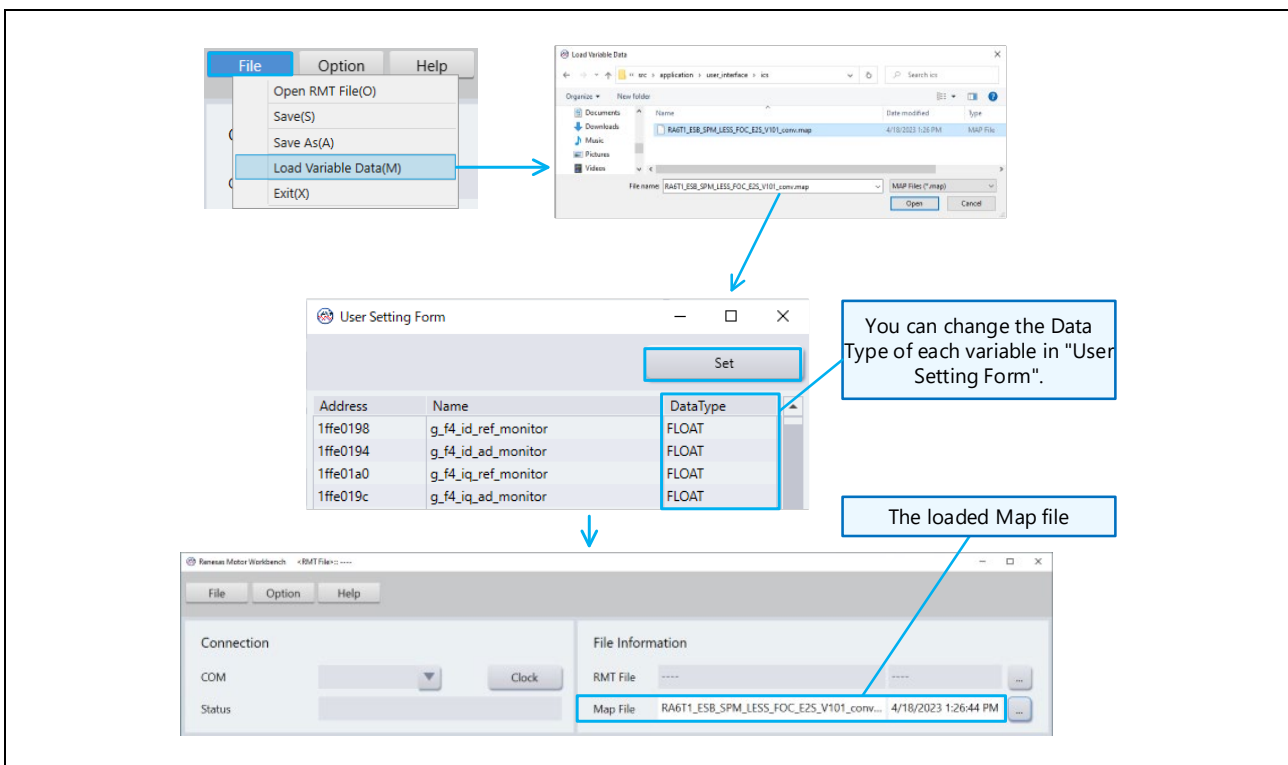 File Option Help
Open RMT File(O)
Save(S)
Save As(A)
Load Variable Data(M)
Exit(X)
Load Variable Data
« src › application › user_interface › ics
Search ics
Organize New folder
Documents
Downloads
Music
Pictures
Videos
Name Date modified Type
RA6T1_ESB_SPM_LESS_FOC_E2S_V101_conv.map 4/18/2023 1:26 PM MAP File
File name: RA6T1_ESB_SPM_LESS_FOC_E2S_V101_conv.map MAP Files (*.map)
Open Cancel
User Setting Form
Set
Address Name DataType
1ffe0198 g_f4_id_ref_monitor FLOAT
1ffe0194 g_f4_id_ad_monitor FLOAT
1ffe01a0 g_f4_iq_ref_monitor FLOAT
1ffe019c g_f4_iq_ad_monitor FLOAT
You can change the Data
Type of each variable in "User
Setting Form".
The loaded Map file
Renesas Motor Workbench <RMT File>:: ----
File Option Help
Connection
COM Clock
Status
File Information
RMT File ---- ---- ...
Map File RA6T1_ESB_SPM_LESS_FOC_E2S_V101_conv... 4/18/2023 1:26:44 PM ...